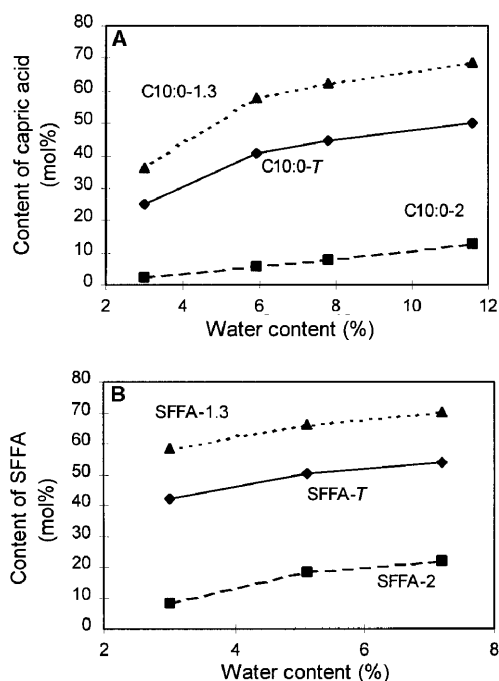 A
80
70
60
50
40
30
20
10
0
Content of capric acid
(mol%)
C10:0-1.3
C10:0-T
C10:0-2
2
4
6
8
10
12
Water content (%)
B
80
70
60
50
40
30
20
10
0
Content of SFFA
(mol%)
SFFA-1.3
SFFA-T
SFFA-2
2
4
6
8
Water content (%)